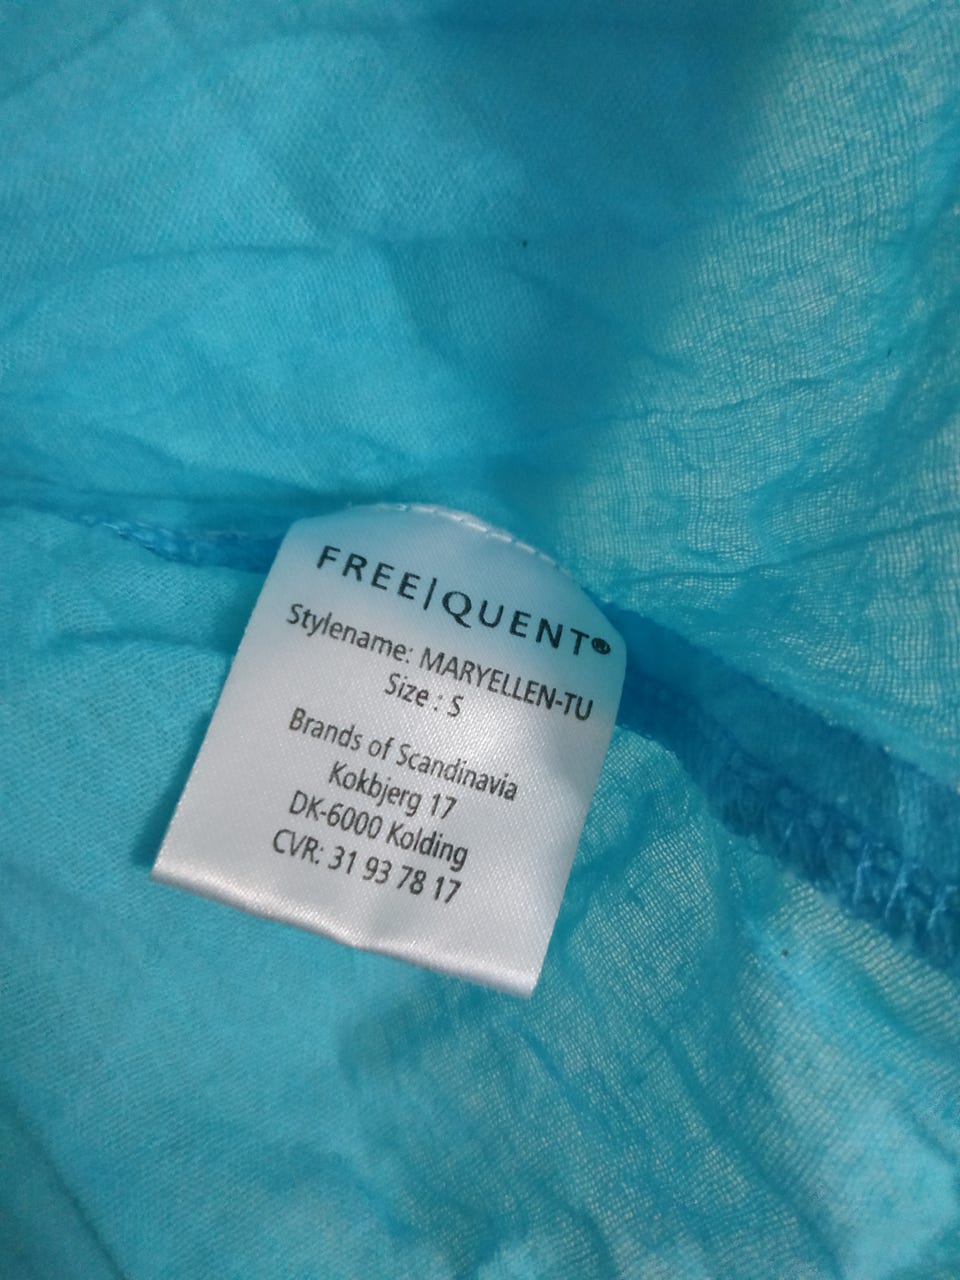 FREE|QUENT®
Stylename: MARYELLEN-TU
Size : S
Brands of Scandinavia
Kokbjerg 17
DK-6000 Kolding
CVR: 31 93 78 17